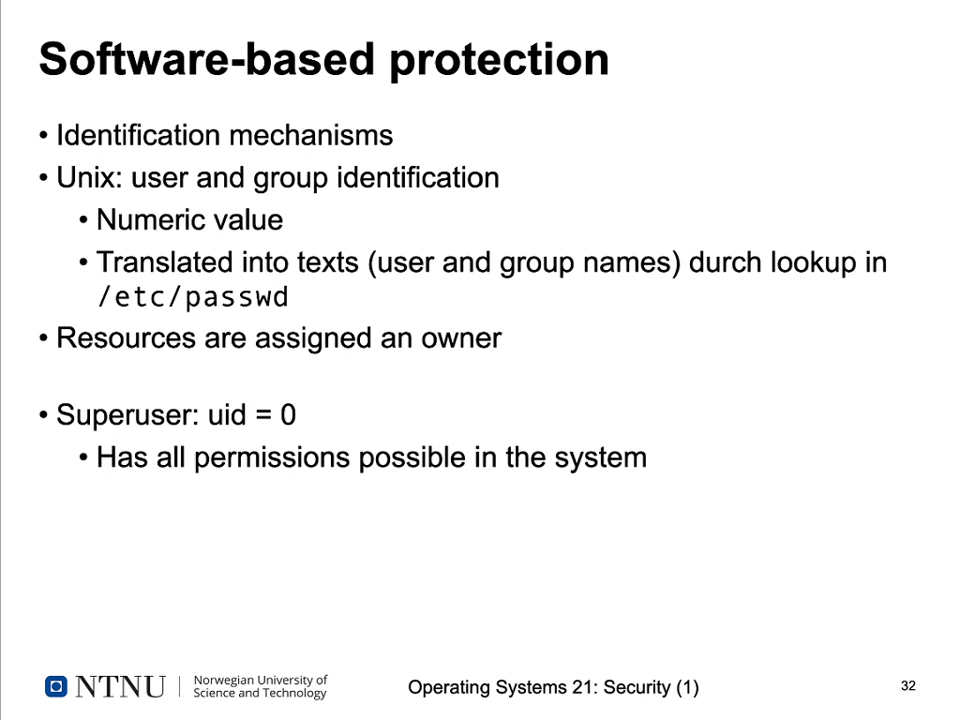 Software-based protection
• Identification mechanisms
• Unix: user and group identification
• Numeric value
• Translated into texts (user and group names) durch lookup in
/etc/passwd
• Resources are assigned an owner
• Superuser: uid = 0
• Has all permissions possible in the system
NTNU
Norwegian University of
Science and Technology
Operating Systems 21: Security (1)
32